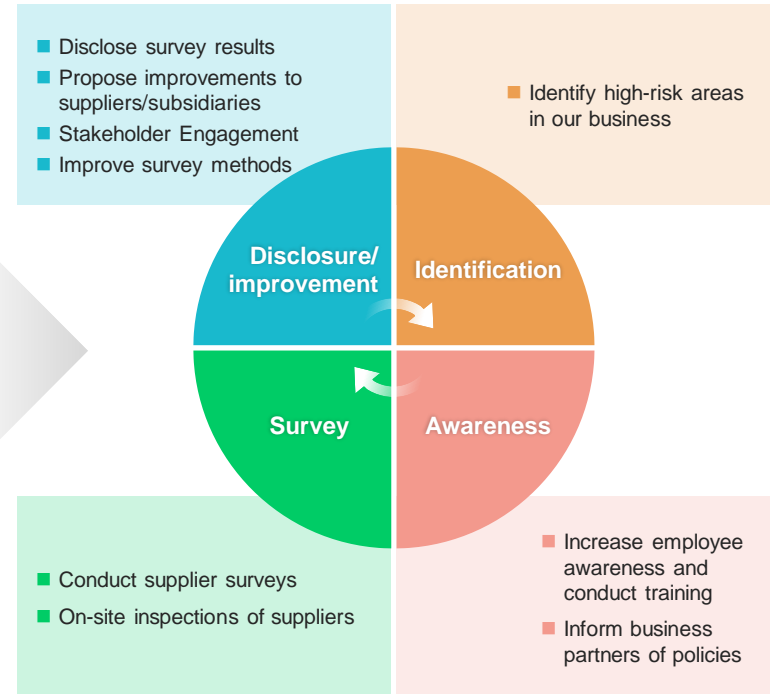 ■ Disclose survey results
■ Propose improvements to
suppliers/subsidiaries
■ Stakeholder Engagement
■ Improve survey methods
■ Identify high-risk areas
in our business
Disclosure/
improvement
Identification
Survey
Awareness
■ Conduct supplier surveys
■ On-site inspections of suppliers
■ Increase employee
awareness and
conduct training
■ Inform business
partners of policies